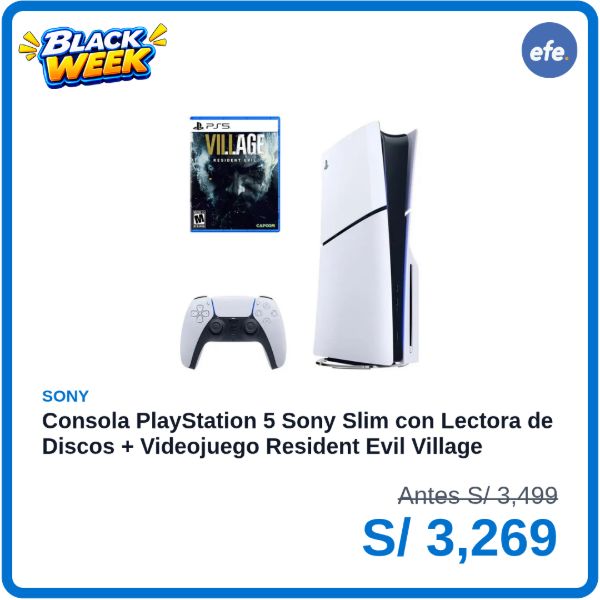 BLACK
WEEK
efe.
PS5
VILLAGE
RESIDENT EVIL
M
CAPCOM
SONY
Consola PlayStation 5 Sony Slim con Lectora de
Discos + Videojuego Resident Evil Village
Antes S/ 3,499
S/ 3,269